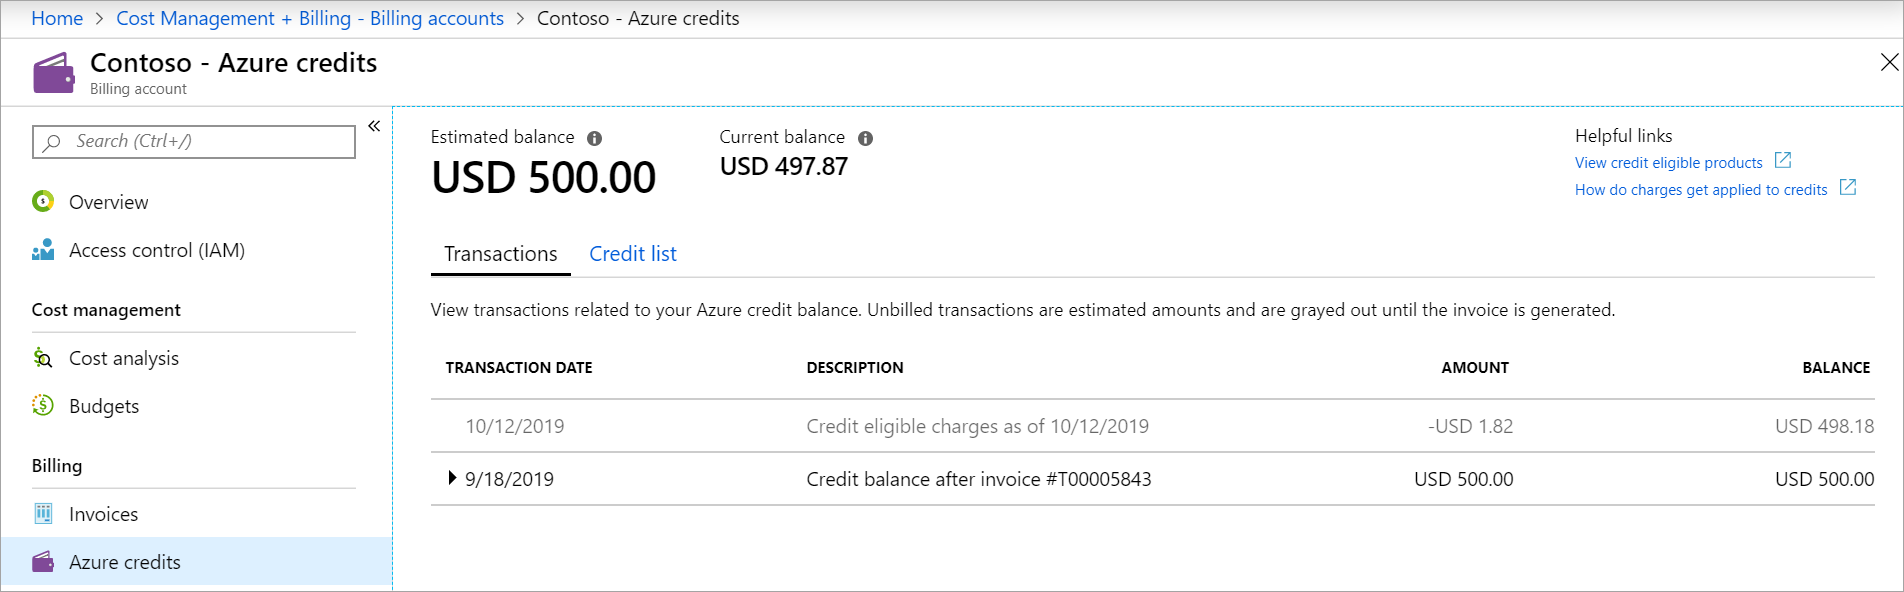 Home > Cost Management + Billing - Billing accounts > Contoso - Azure credits
Contoso - Azure credits
Billing account
Search (Ctrl+/)
Overview
Access control (IAM)
Cost management
Cost analysis
Budgets
Billing
Invoices
Azure credits
Estimated balance
USD 500.00
Current balance
USD 497.87
Helpful links
View credit eligible products
How do charges get applied to credits
Transactions Credit list
View transactions related to your Azure credit balance. Unbilled transactions are estimated amounts and are grayed out until the invoice is generated.
TRANSACTION DATE DESCRIPTION AMOUNT BALANCE
10/12/2019 Credit eligible charges as of 10/12/2019 -USD 1.82 USD 498.18
9/18/2019 Credit balance after invoice #T00005843 USD 500.00 USD 500.00